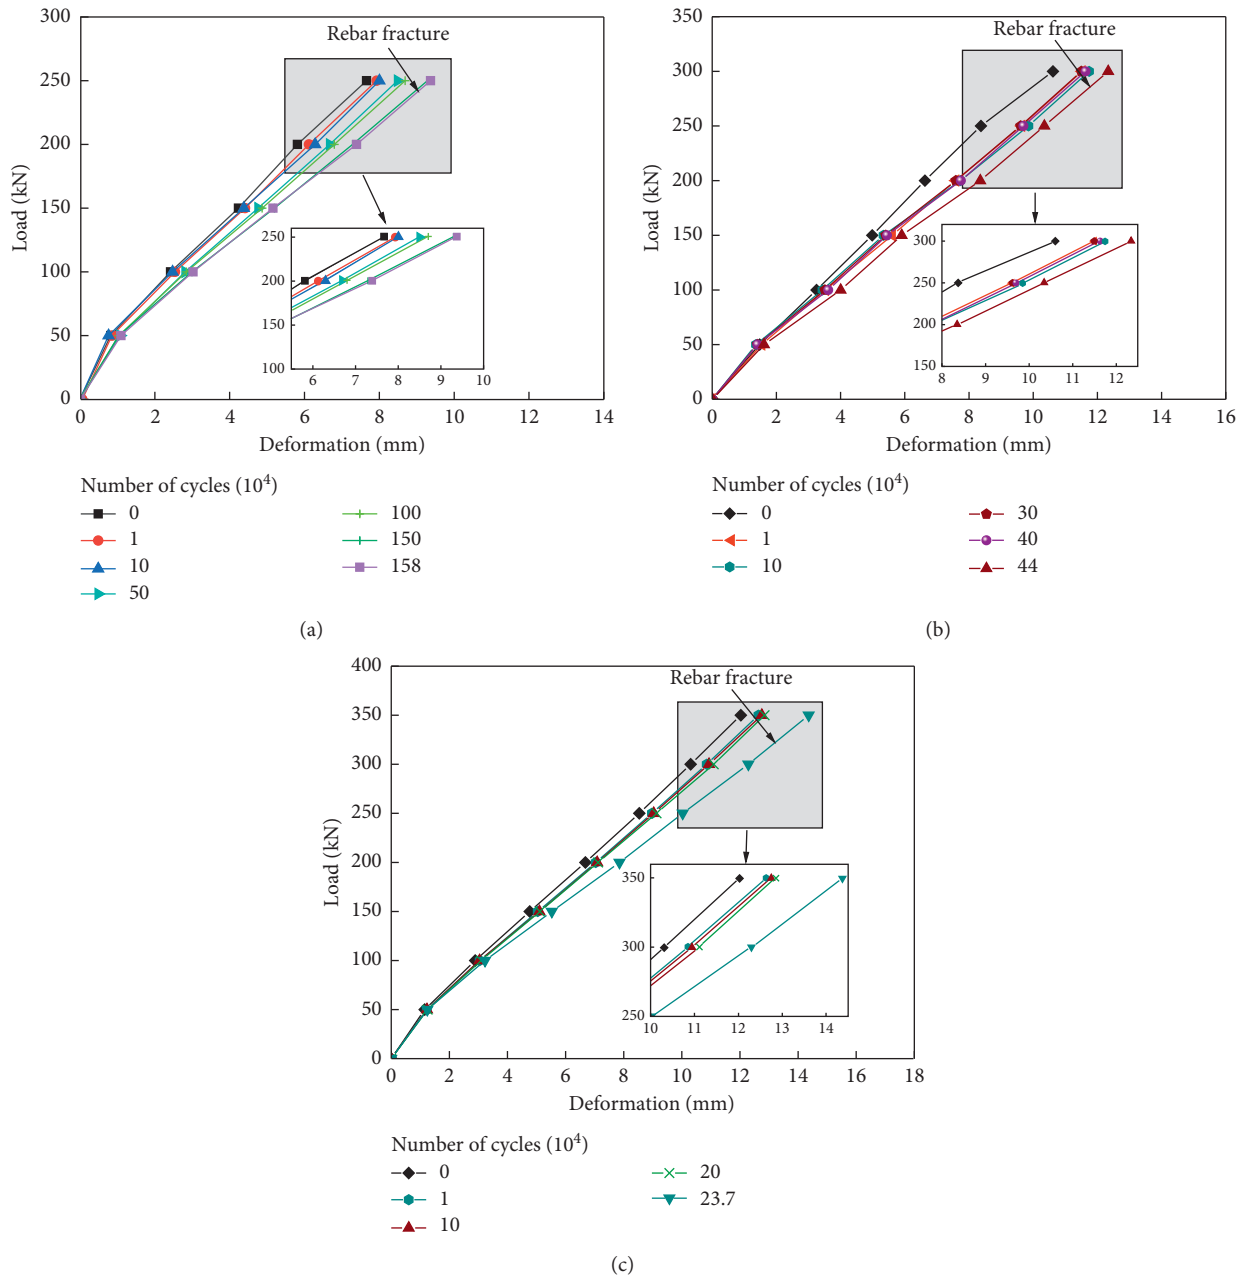 300
250
200
150
100
50
0
Load (kN)
Rebar fracture
250
200
150
100
6 7 8 9 10
0 2 4 6 8 10 12 14
Deformation (mm)
Number of cycles (10⁴)
0
1
10
50
100
150
158
(a)
350
300
250
200
150
100
50
0
Load (kN)
Rebar fracture
300
250
200
150
8 9 10 11 12
0 2 4 6 8 10 12 14 16
Deformation (mm)
Number of cycles (10⁴)
0
1
10
30
40
44
(b)
400
350
300
250
200
150
100
50
0
Load (kN)
Rebar fracture
350
300
250
10 11 12 13 14
0 2 4 6 8 10 12 14 16 18
Deformation (mm)
Number of cycles (10⁴)
0
1
10
20
23.7
(c)